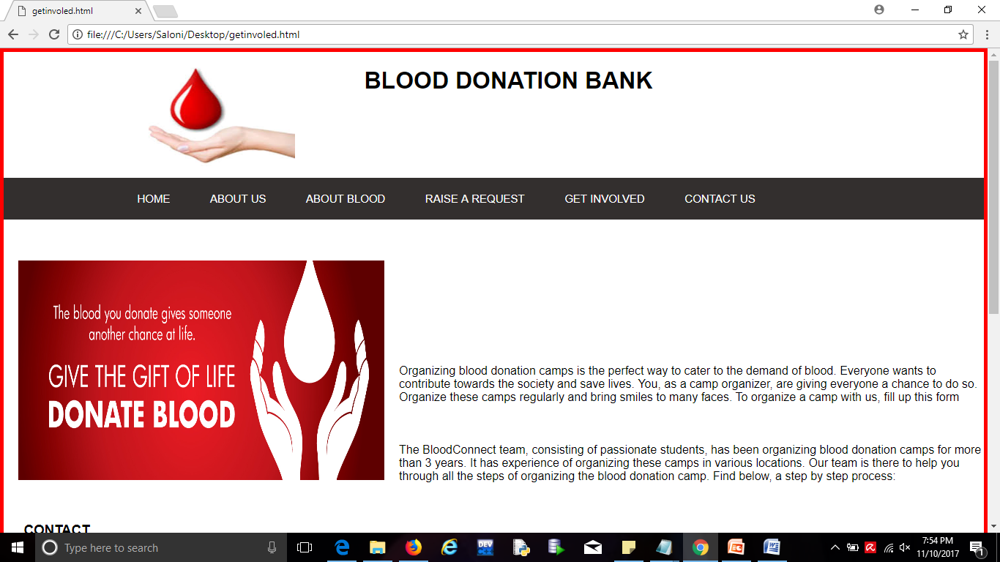 getinvoled.html
file:///C:/Users/Saloni/Desktop/getinvoled.html
BLOOD DONATION BANK
HOME ABOUT US ABOUT BLOOD RAISE A REQUEST GET INVOLVED CONTACT US
The blood you donate gives someone
another chance at life.
GIVE THE GIFT OF LIFE
DONATE BLOOD
Organizing blood donation camps is the perfect way to cater to the demand of blood. Everyone wants to
contribute towards the society and save lives. You, as a camp organizer, are giving everyone a chance to do so.
Organize these camps regularly and bring smiles to many faces. To organize a camp with us, fill up this form
The BloodConnect team, consisting of passionate students, has been organizing blood donation camps for more
than 3 years. It has experience of organizing these camps in various locations. Our team is there to help you
through all the steps of organizing the blood donation camp. Find below, a step by step process:
CONTACT
Type here to search
DEV
7:54 PM
11/10/2017
1